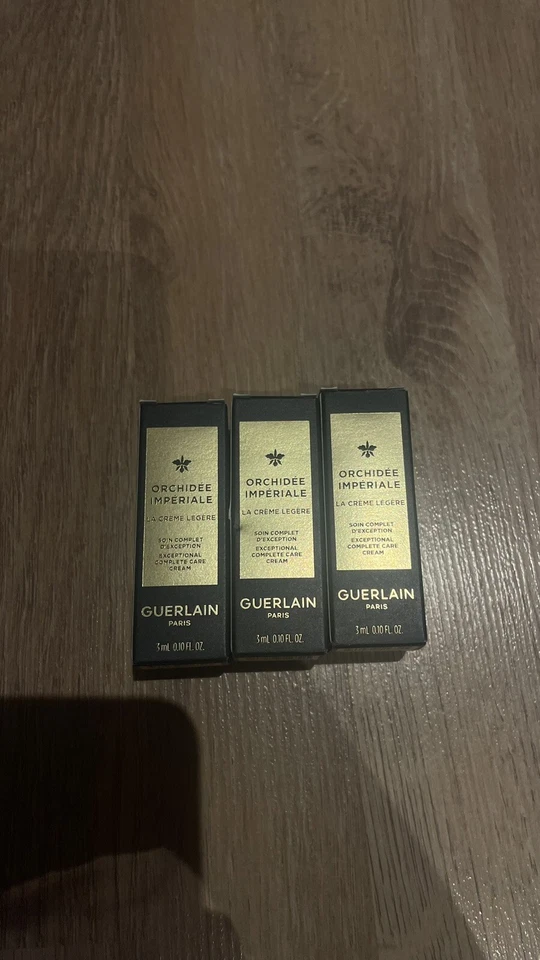 ORCHIDÉE
IMPÉRIALE
LA CRÈME LÉGÈRE
SOIN COMPLET
D'EXCEPTION
EXCEPTIONAL
COMPLETE CARE
CREAM
GUERLAIN
PARIS
3 mL 0.10 FL. OZ.
ORCHIDÉE
IMPÉRIALE
LA CRÈME LÉGÈRE
SOIN COMPLET
D'EXCEPTION
EXCEPTIONAL
COMPLETE CARE
CREAM
GUERLAIN
PARIS
3 mL 0.10 FL. OZ.
ORCHIDÉE
IMPÉRIALE
LA CRÈME LÉGÈRE
SOIN COMPLET
D'EXCEPTION
EXCEPTIONAL
COMPLETE CARE
CREAM
GUERLAIN
PARIS
3 mL 0.10 FL. OZ.